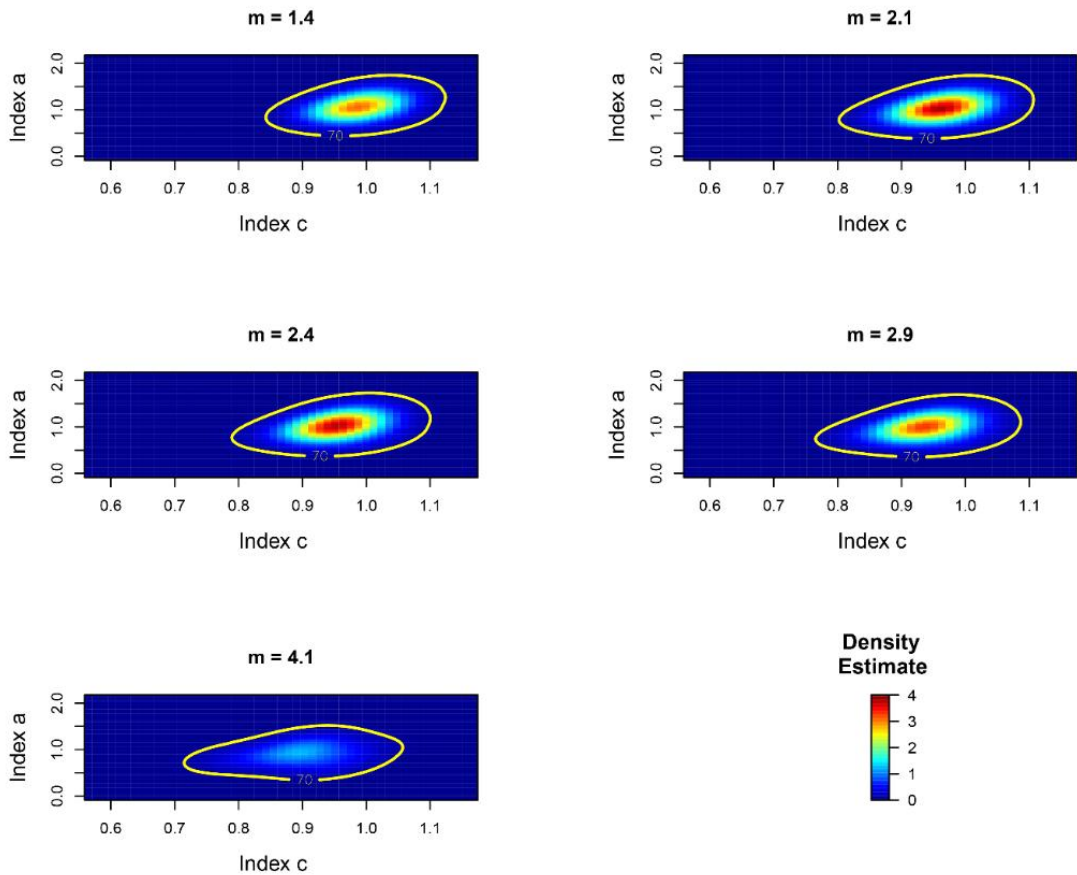 m = 1.4
Index a
2.0
1.0
0.0
70
0.6 0.7 0.8 0.9 1.0 1.1
Index c
m = 2.1
Index a
2.0
1.0
0.0
70
0.6 0.7 0.8 0.9 1.0 1.1
Index c
m = 2.4
Index a
2.0
1.0
0.0
70
0.6 0.7 0.8 0.9 1.0 1.1
Index c
m = 2.9
Index a
2.0
1.0
0.0
70
0.6 0.7 0.8 0.9 1.0 1.1
Index c
m = 4.1
Index a
2.0
1.0
0.0
70
0.6 0.7 0.8 0.9 1.0 1.1
Index c
Density
Estimate
4
3
2
1
0